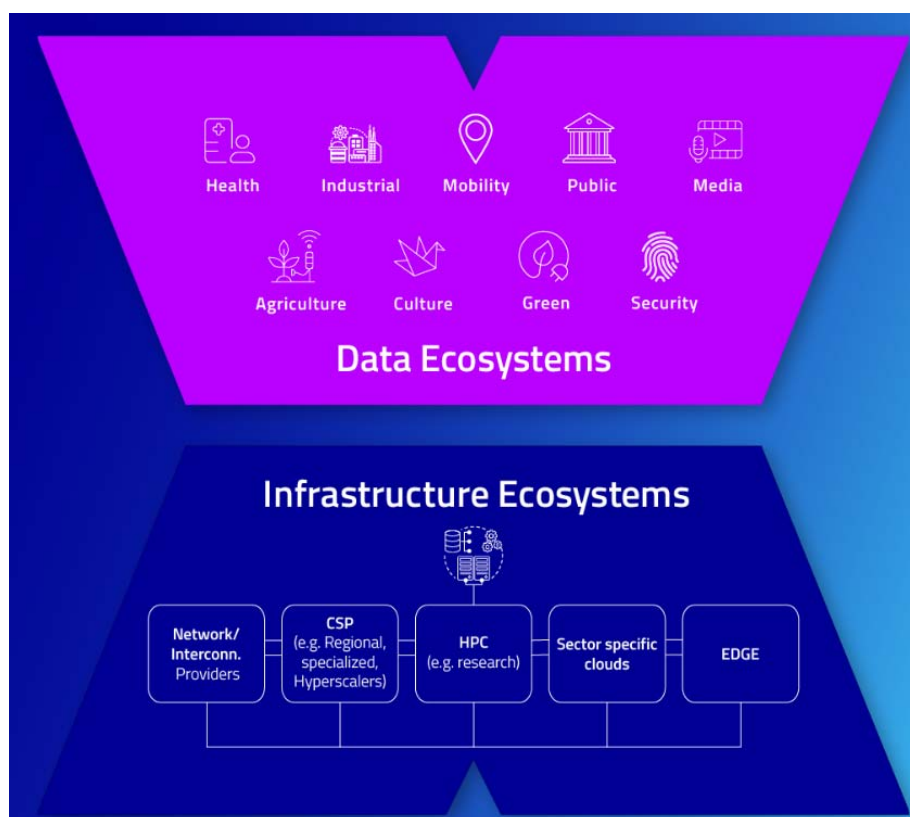 Health
Industrial
Mobility
Public
Media
Agriculture
Culture
Green
Security
Data Ecosystems
Infrastructure Ecosystems
Network/
Interconn.
Providers
CSP
(e.g. Regional,
specialized,
Hyperscalers)
HPC
(e.g. research)
Sector specific
clouds
EDGE